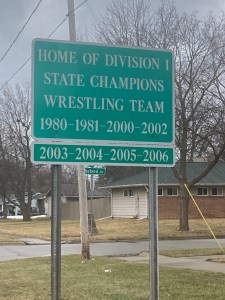 HOME OF DIVISION 1
STATE CHAMPIONS
WRESTLING TEAM
1980-1981-2000-2002
2003-2004-2005-2006